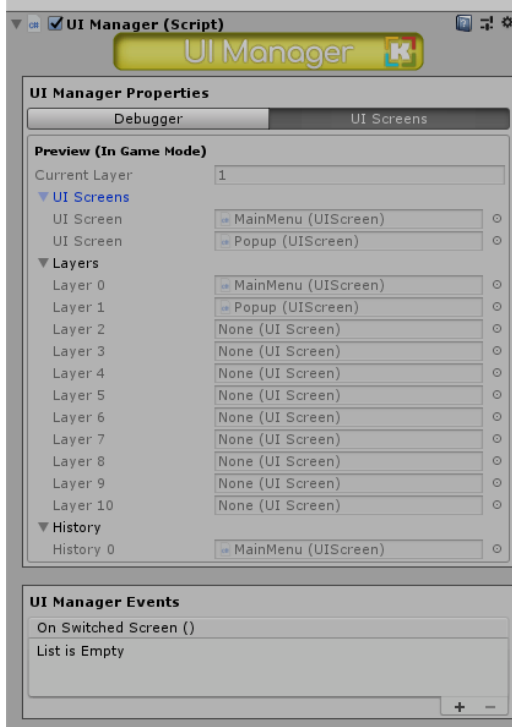 UI Manager (Script)
UI Manager K
UI Manager Properties
Debugger UI Screens
Preview (In Game Mode)
Current Layer 1
UI Screens
UI Screen MainMenu (UIScreen)
UI Screen Popup (UIScreen)
Layers
Layer 0 MainMenu (UIScreen)
Layer 1 Popup (UIScreen)
Layer 2 None (UI Screen)
Layer 3 None (UI Screen)
Layer 4 None (UI Screen)
Layer 5 None (UI Screen)
Layer 6 None (UI Screen)
Layer 7 None (UI Screen)
Layer 8 None (UI Screen)
Layer 9 None (UI Screen)
Layer 10 None (UI Screen)
History
History 0 MainMenu (UIScreen)
UI Manager Events
On Switched Screen ()
List is Empty
+ −